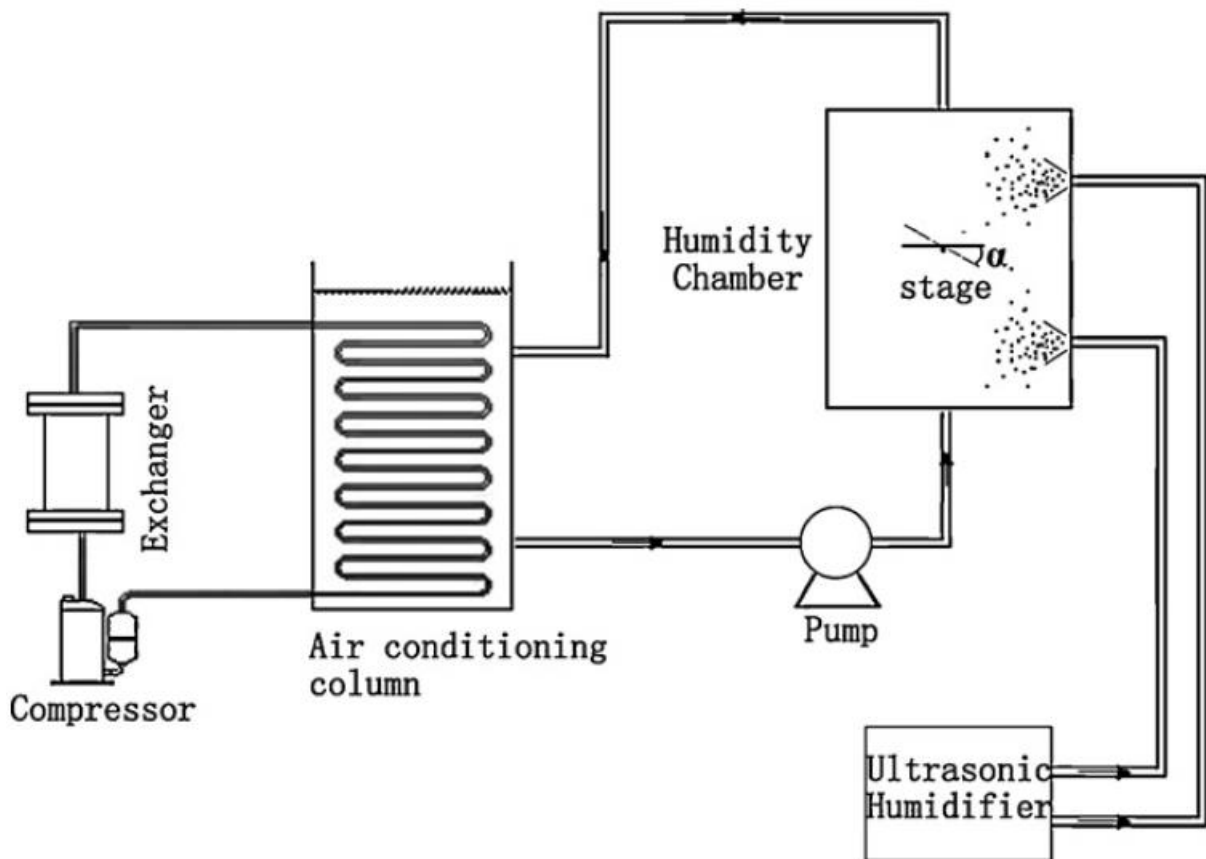 Humidity
Chamber
α
stage
Exchanger
Air conditioning
column
Pump
Compressor
Ultrasonic
Humidifier